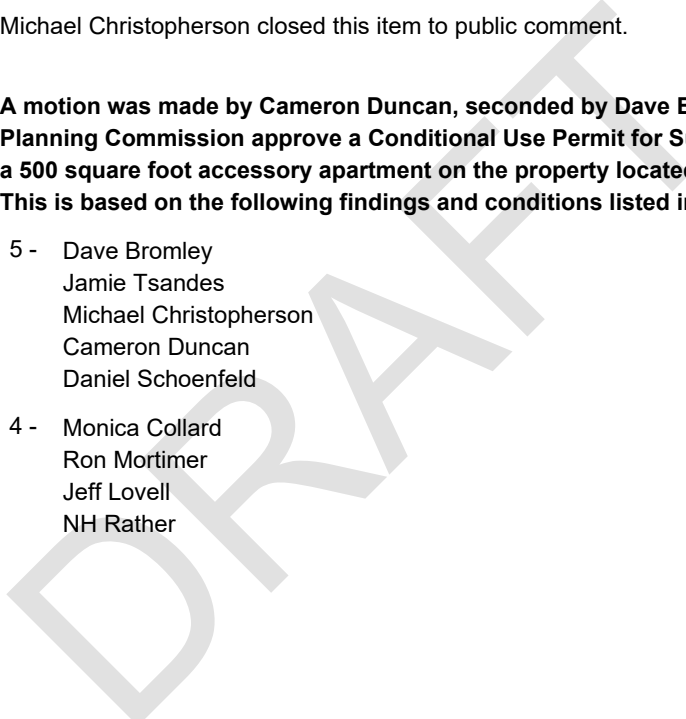 Michael Christopherson closed this item to public comment.
A motion was made by Cameron Duncan, seconded by Dave
Planning Commission approve a Conditional Use Permit for
a 500 square foot accessory apartment on the property located
This is based on the following findings and conditions listed
5 - Dave Bromley
Jamie Tsandes
Michael Christopherson
Cameron Duncan
Daniel Schoenfeld
4 - Monica Collard
Ron Mortimer
Jeff Lovell
NH Rather
DRAFT